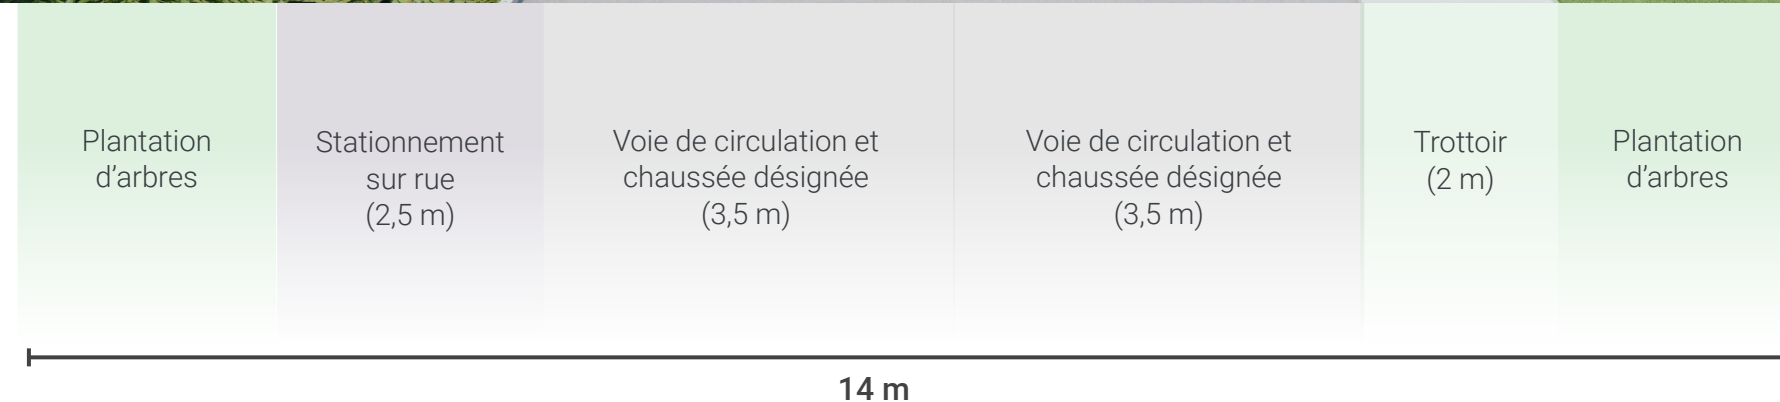 Plantation
d’arbres
Stationnement
sur rue
(2,5 m)
Voie de circulation et
chaussée désignée
(3,5 m)
Voie de circulation et
chaussée désignée
(3,5 m)
Trottoir
(2 m)
Plantation
d’arbres
14 m